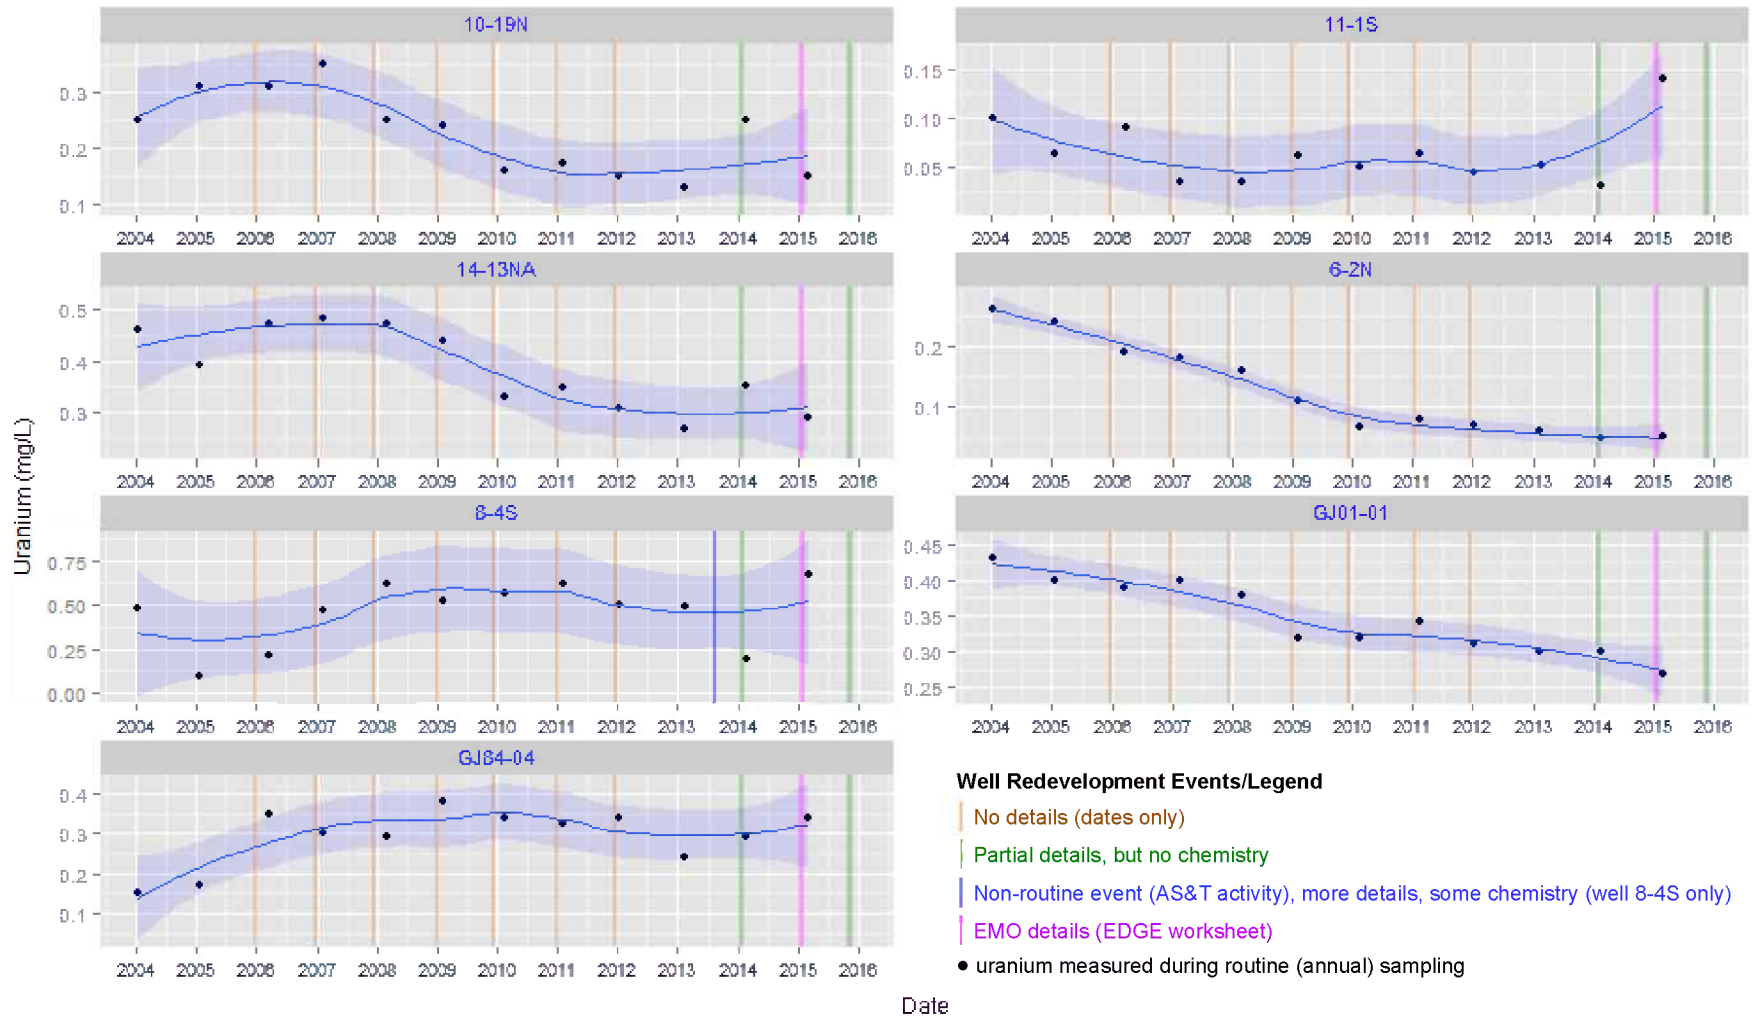 10-19N
0.3
0.2
0.1
2004 2005 2006 2007 2008 2009 2010 2011 2012 2013 2014 2015 2016
11-1S
0.15
0.10
0.05
2004 2005 2006 2007 2008 2009 2010 2011 2012 2013 2014 2015 2016
14-13NA
0.5
0.4
0.3
2004 2005 2006 2007 2008 2009 2010 2011 2012 2013 2014 2015 2016
6-2N
0.2
0.1
2004 2005 2006 2007 2008 2009 2010 2011 2012 2013 2014 2015 2016
Uranium (mg/L)
8-4S
0.75
0.50
0.25
0.00
2004 2005 2006 2007 2008 2009 2010 2011 2012 2013 2014 2015 2016
GJ01-01
0.45
0.40
0.35
0.30
0.25
2004 2005 2006 2007 2008 2009 2010 2011 2012 2013 2014 2015 2016
GJ84-04
0.4
0.3
0.2
0.1
2004 2005 2006 2007 2008 2009 2010 2011 2012 2013 2014 2015 2016
Well Redevelopment Events/Legend
No details (dates only)
Partial details, but no chemistry
Non-routine event (AS&T activity), more details, some chemistry (well 8-4S only)
EMO details (EDGE worksheet)
uranium measured during routine (annual) sampling
Date